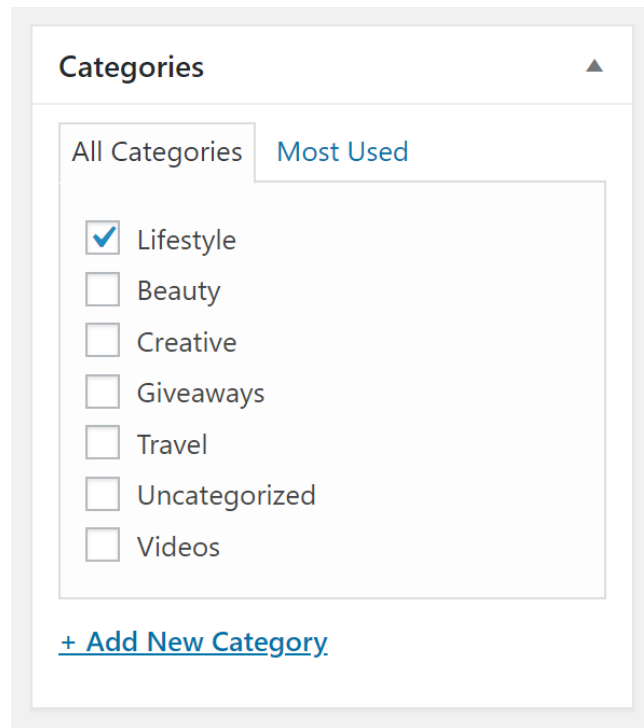 Categories
All Categories Most Used
Lifestyle
Beauty
Creative
Giveaways
Travel
Uncategorized
Videos
+ Add New Category